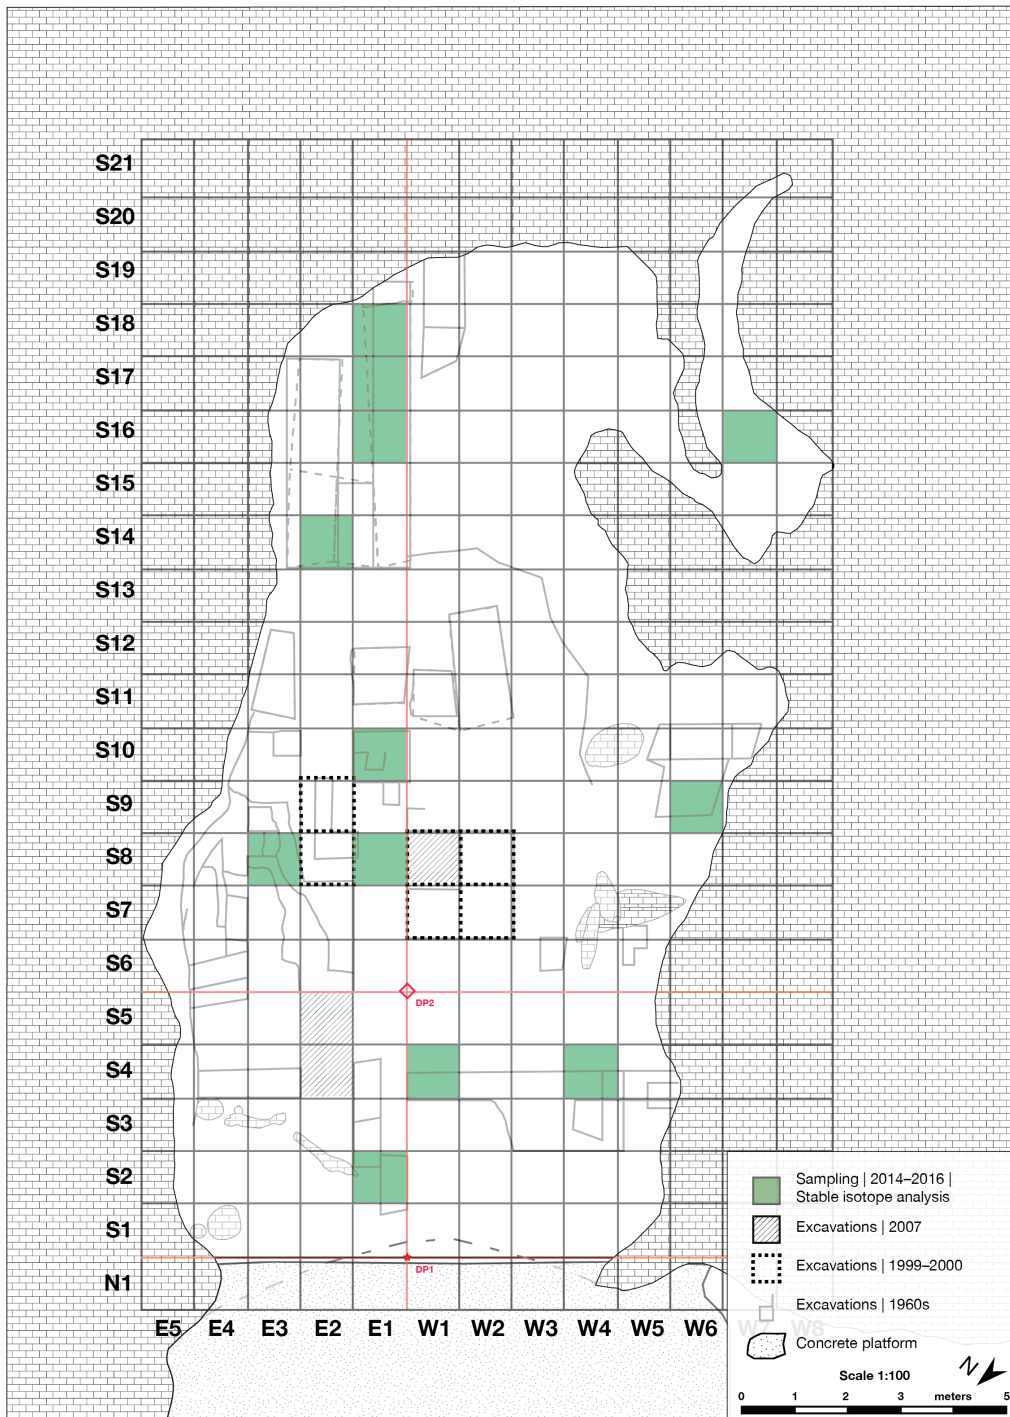 S21
S20
S19
S18
S17
S16
S15
S14
S13
S12
S11
S10
S9
S8
S7
S6
DP2
S5
S4
S3
S2
S1
DP1
N1
E5 E4 E3 E2 E1 W1 W2 W3 W4 W5 W6 W7 W8
Sampling | 2014–2016 |
Stable isotope analysis
Excavations | 2007
Excavations | 1999–2000
Excavations | 1960s
Concrete platform
Scale 1:100
N
0 1 2 3 meters 5